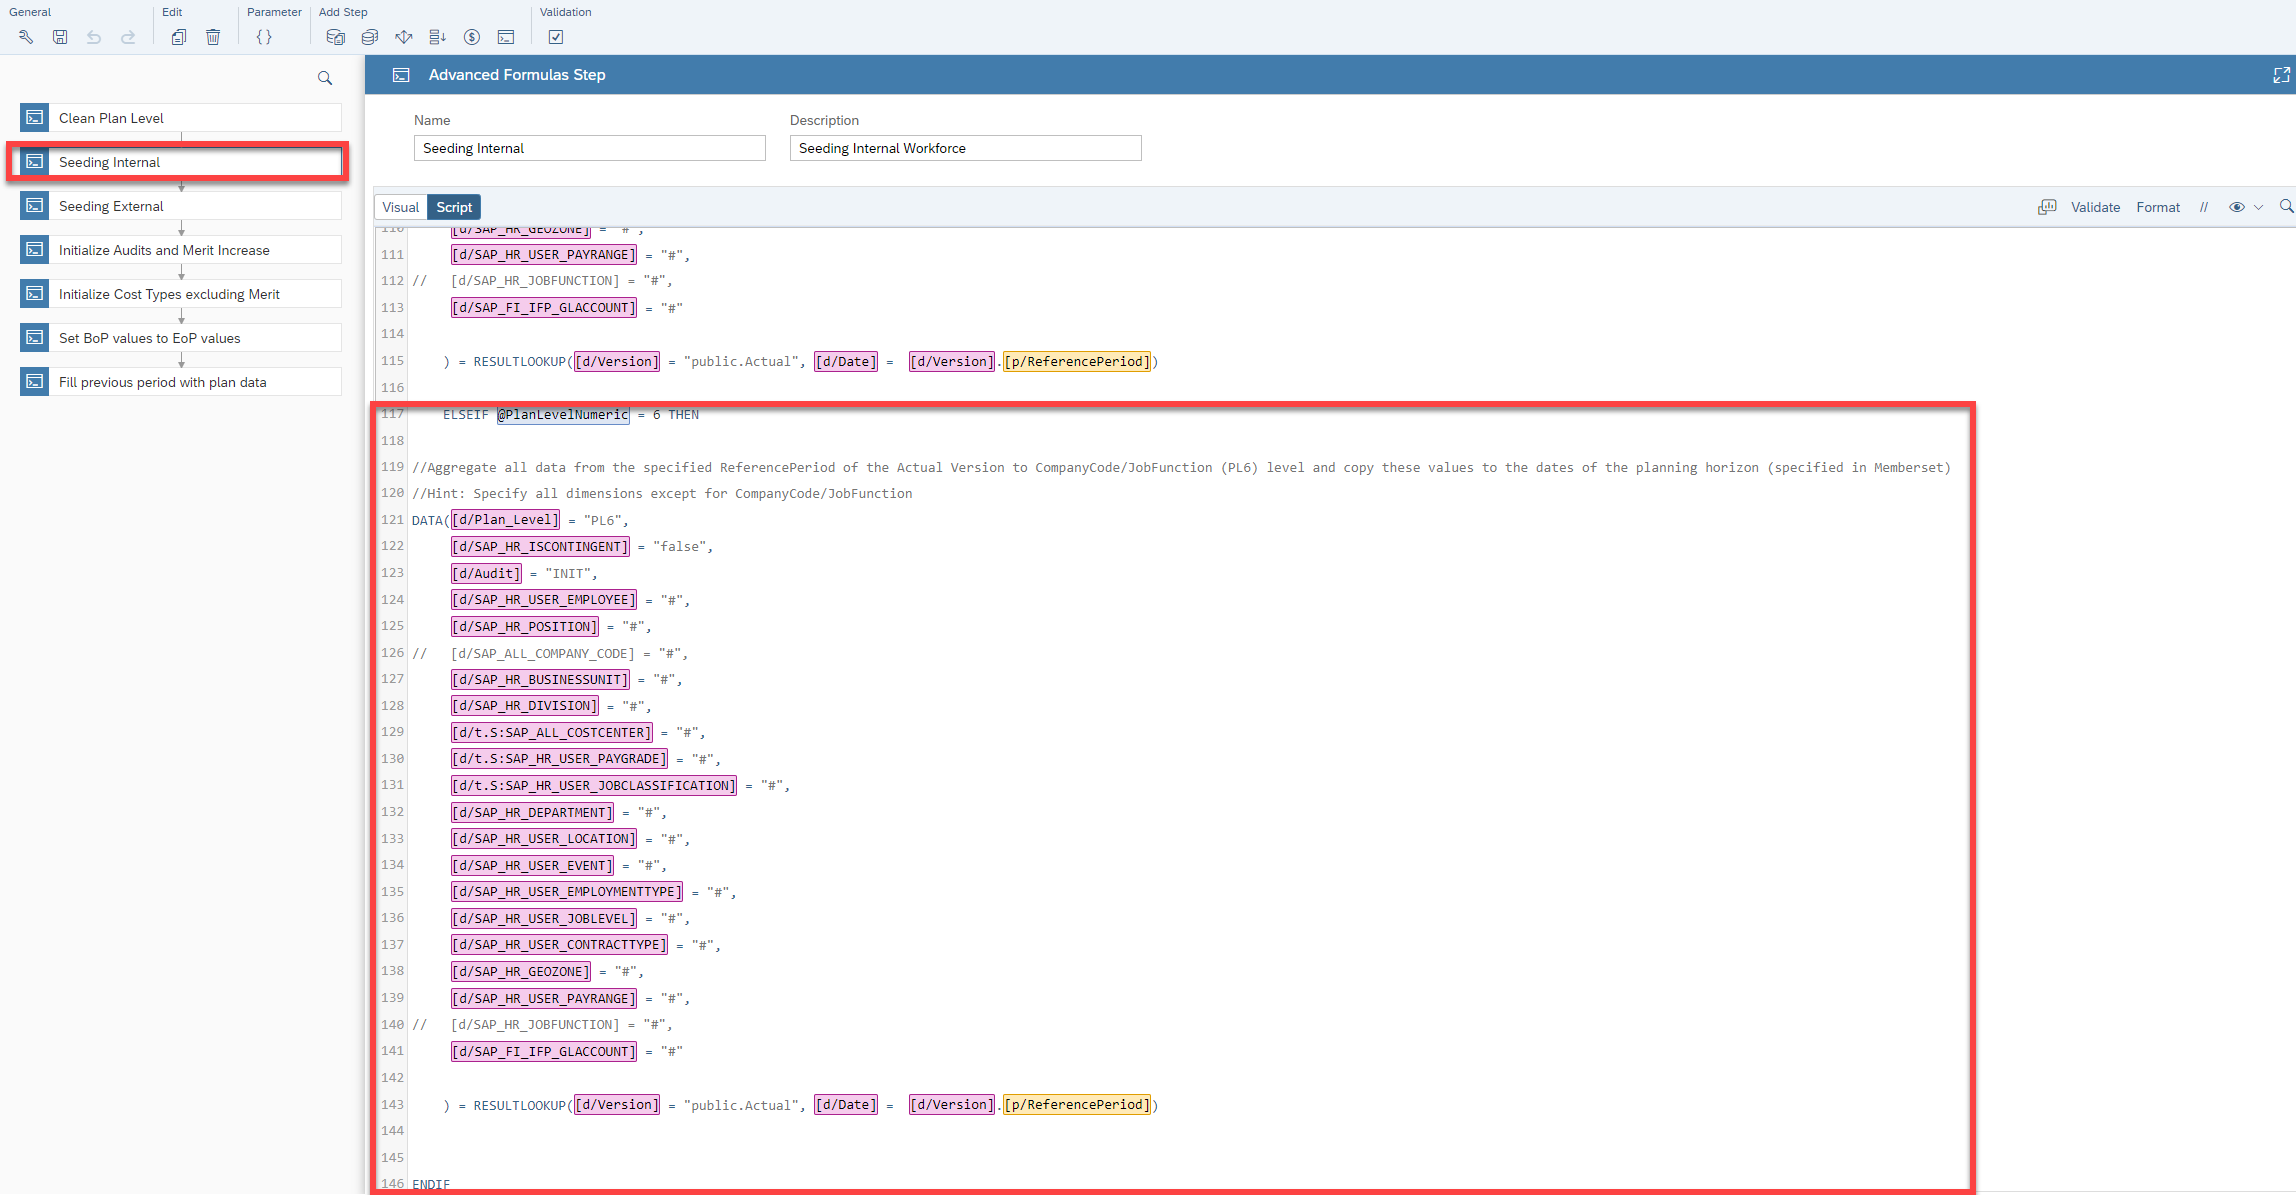 General Edit Parameter Add Step Validation
Clean Plan Level
Seeding Internal
Seeding External
Initialize Audits and Merit Increase
Initialize Cost Types excluding Merit
Set BoP values to EoP values
Fill previous period with plan data
Advanced Formulas Step
Name Description
Seeding Internal Seeding Internal Workforce
Visual Script Validate Format //
110 [d/SAP_HR_GEOZONE] = "#",
111 [d/SAP_HR_USER_PAYRANGE] = "#",
112 // [d/SAP_HR_JOBFUNCTION] = "#",
113 [d/SAP_FI_IFP_GLACCOUNT] = "#"
114
115 ) = RESULTLOOKUP([d/Version] = "public.Actual", [d/Date] = [d/Version].[p/ReferencePeriod])
116
117 ELSEIF @PlanLevelNumeric = 6 THEN
118
119 //Aggregate all data from the specified ReferencePeriod of the Actual Version to CompanyCode/JobFunction (PL6) level and copy these values to the dates of the planning horizon (specified in Memberset)
120 //Hint: Specify all dimensions except for CompanyCode/JobFunction
121 DATA([d/Plan_Level] = "PL6",
122 [d/SAP_HR_ISCONTINGENT] = "false",
123 [d/Audit] = "INIT",
124 [d/SAP_HR_USER_EMPLOYEE] = "#",
125 [d/SAP_HR_POSITION] = "#",
126 // [d/SAP_ALL_COMPANY_CODE] = "#",
127 [d/SAP_HR_BUSINESSUNIT] = "#",
128 [d/SAP_HR_DIVISION] = "#",
129 [d/t.S:SAP_ALL_COSTCENTER] = "#",
130 [d/t.S:SAP_HR_USER_PAYGRADE] = "#",
131 [d/t.S:SAP_HR_USER_JOBCLASSIFICATION] = "#",
132 [d/SAP_HR_DEPARTMENT] = "#",
133 [d/SAP_HR_USER_LOCATION] = "#",
134 [d/SAP_HR_USER_EVENT] = "#",
135 [d/SAP_HR_USER_EMPLOYMENTTYPE] = "#",
136 [d/SAP_HR_USER_JOBLEVEL] = "#",
137 [d/SAP_HR_USER_CONTRACTTYPE] = "#",
138 [d/SAP_HR_GEOZONE] = "#",
139 [d/SAP_HR_USER_PAYRANGE] = "#",
140 // [d/SAP_HR_JOBFUNCTION] = "#",
141 [d/SAP_FI_IFP_GLACCOUNT] = "#"
142
143 ) = RESULTLOOKUP([d/Version] = "public.Actual", [d/Date] = [d/Version].[p/ReferencePeriod])
144
145
146 ENDIF